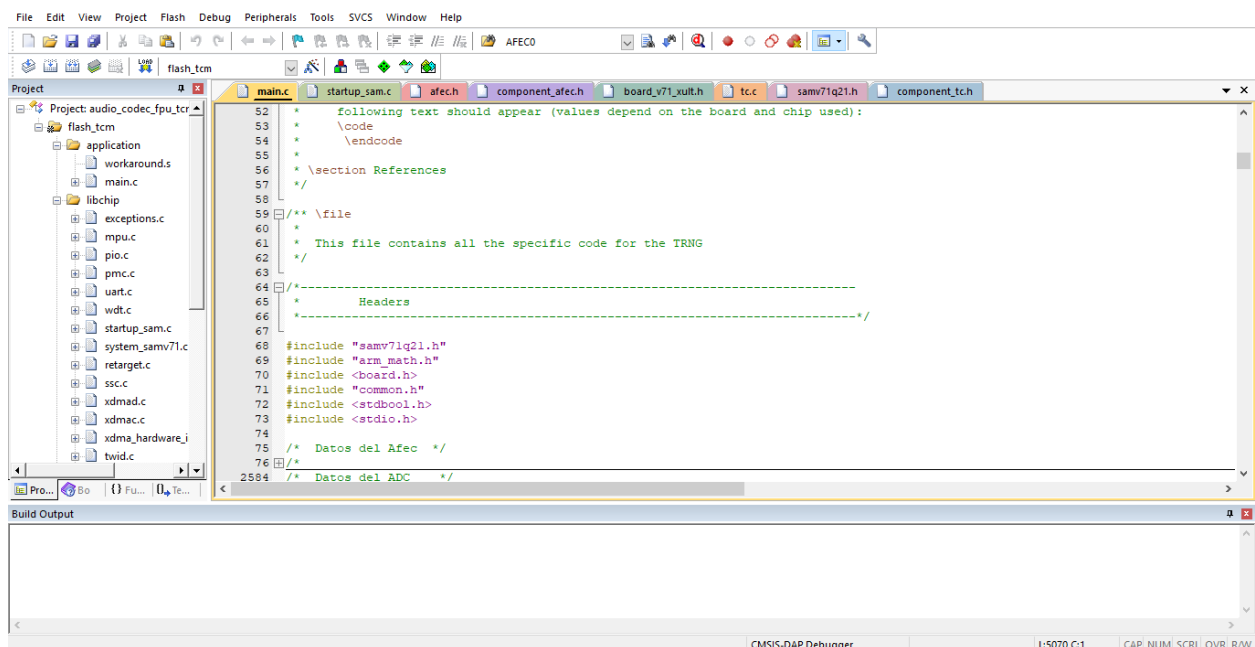 File Edit View Project Flash Debug Peripherals Tools SVCS Window Help
AFEC0
LOAD flash_tcm
Project
main.c startup_sam.c afec.h component_afec.h board_v71_xult.h tc.c samv71q21.h component_tc.h
Project: audio_codec_fpu_tcr
flash_tcm
application
workaround.s
main.c
libchip
exceptions.c
mpu.c
pio.c
pmc.c
uart.c
wdt.c
startup_sam.c
system_samv71.c
retarget.c
ssc.c
xdmad.c
xdmac.c
xdma_hardware_i
twid.c
52 * following text should appear (values depend on the board and chip used):
53 * \code
54 * \endcode
55 *
56 * \section References
57 */
58
59 /** \file
60 *
61 * This file contains all the specific code for the TRNG
62 */
63
64 /*----------------------------------------------------------------------------
65 * Headers
66 *----------------------------------------------------------------------------*/
67
68 #include "samv71q21.h"
69 #include "arm_math.h"
70 #include <board.h>
71 #include "common.h"
72 #include <stdbool.h>
73 #include <stdio.h>
74
75 /* Datos del Afec */
76 /*
2584 /* Datos del ADC */
Pro... Bo {} Fu... 0 Te...
Build Output
CMSIS-DAP Debugger L:5070 C:1 CAP NUM SCRL OVR R/W